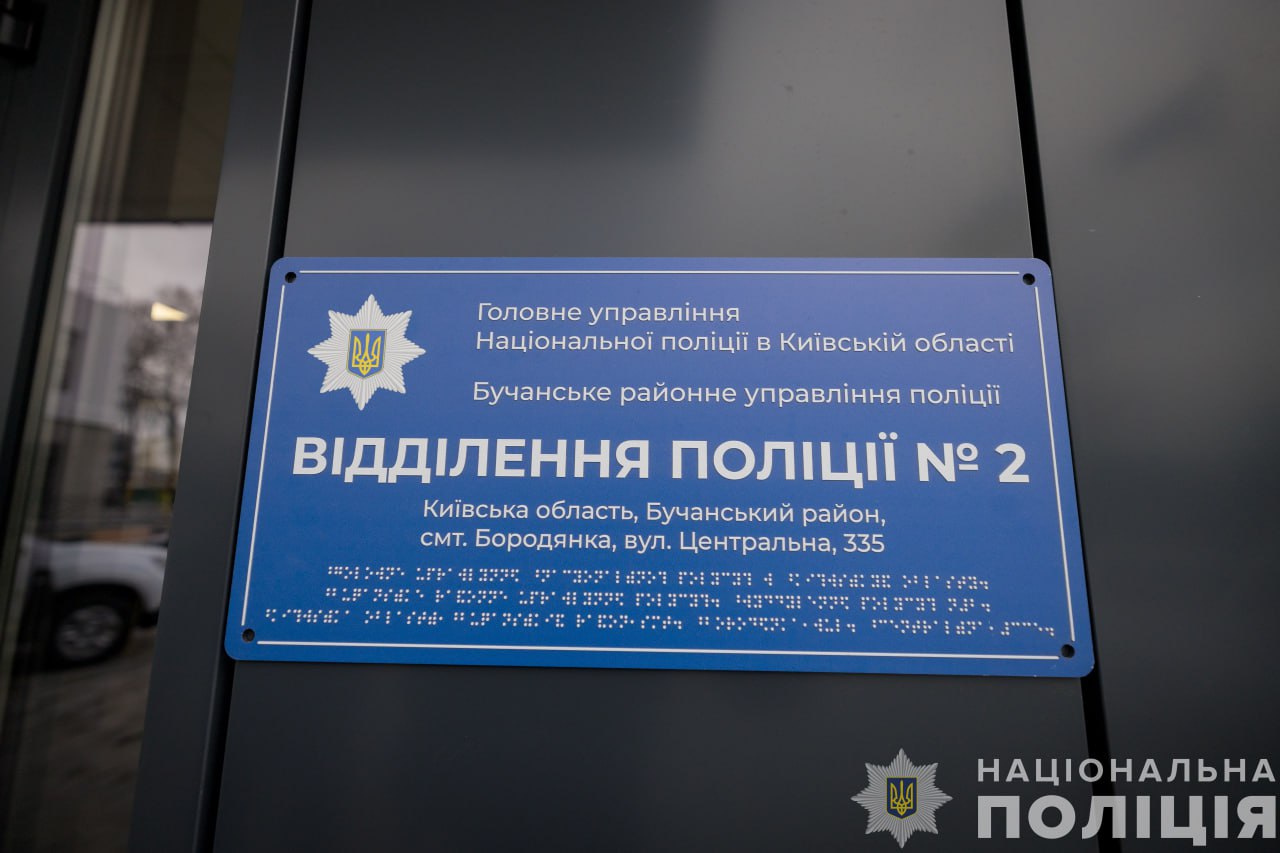 Головне управління
Національної поліції в Київській області
Бучанське районне управління поліції
ВІДДІЛЕННЯ ПОЛІЦІЇ № 2
Київська область, Бучанський район,
смт. Бородянка, вул. Центральна, 335
НАЦІОНАЛЬНА
ПОЛІЦІЯ